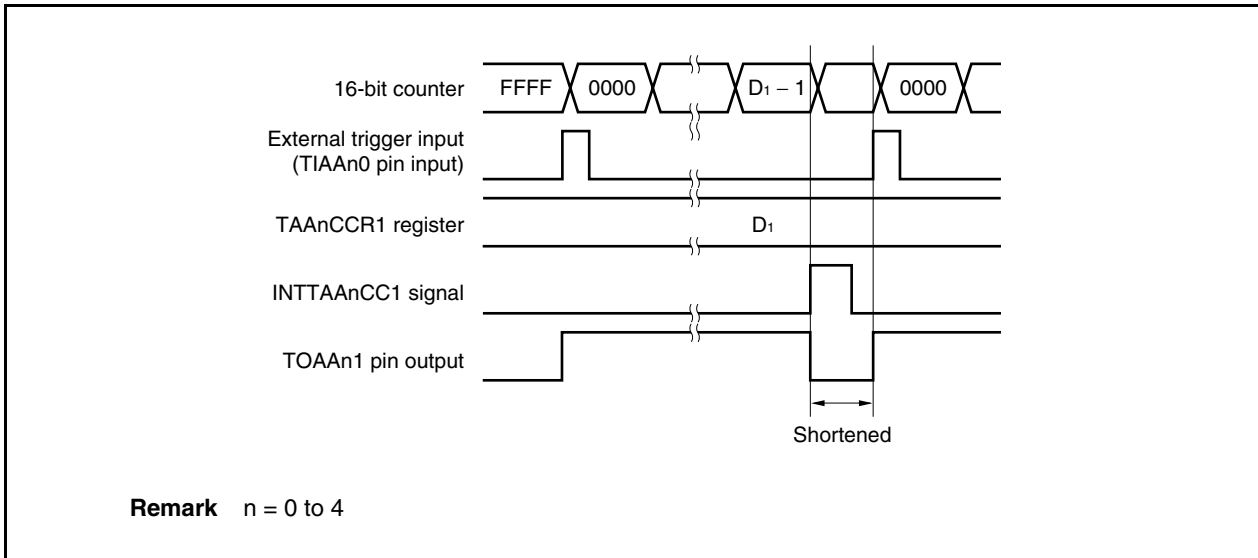 16-bit counter FFFF 0000 D₁ − 1 0000
External trigger input
(TIAAn0 pin input)
TAAnCCR1 register D₁
INTTAAnCC1 signal
TOAAn1 pin output
Shortened
Remark n = 0 to 4